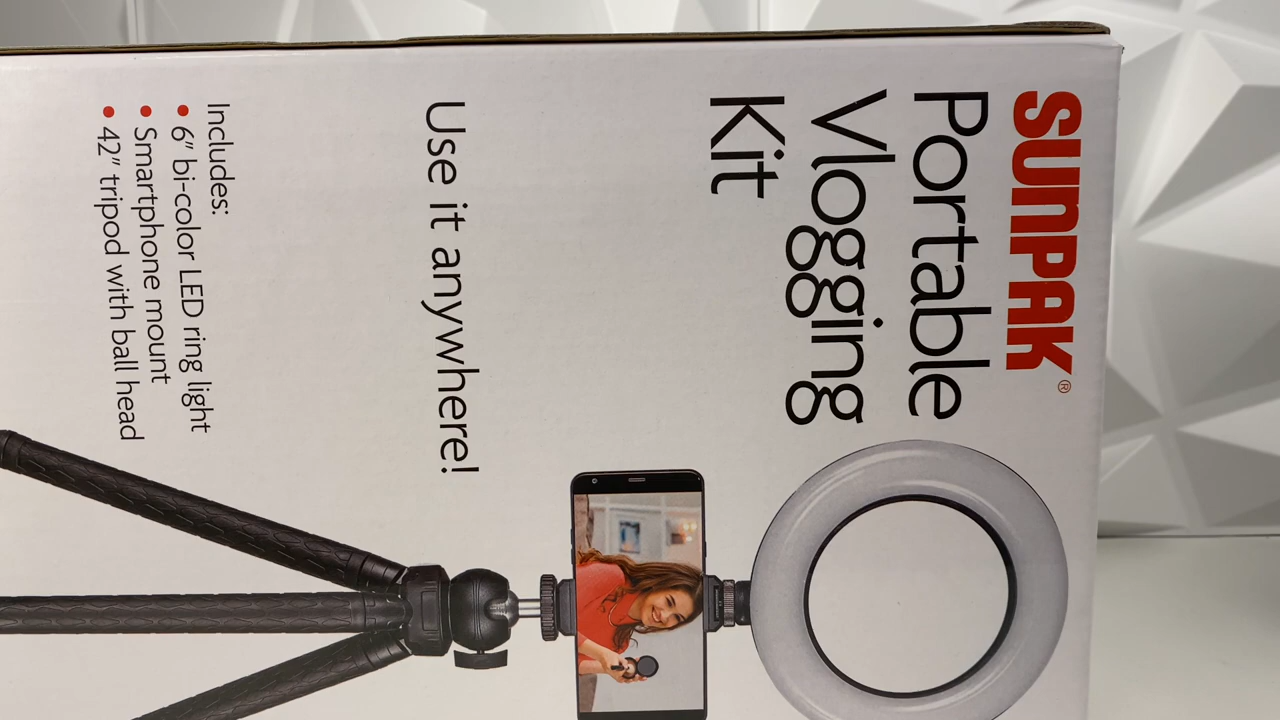 SUNPAK®
Portable
Vlogging
Kit
Use it anywhere!
Includes:
• 6" bi-color LED ring light
• Smartphone mount
• 42" tripod with ball head